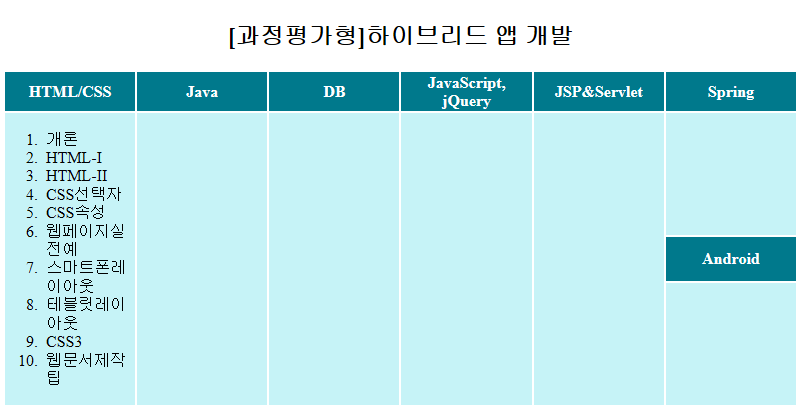 [과정평가형]하이브리드 앱 개발
HTML/CSS
Java
DB
JavaScript,
jQuery
JSP&Servlet
Spring
1. 개론
2. HTML-I
3. HTML-II
4. CSS선택자
5. CSS속성
6. 웹페이지실
전예
7. 스마트폰레
이아웃
8. 테블릿레이
아웃
9. CSS3
10. 웹문서제작
팁
Android